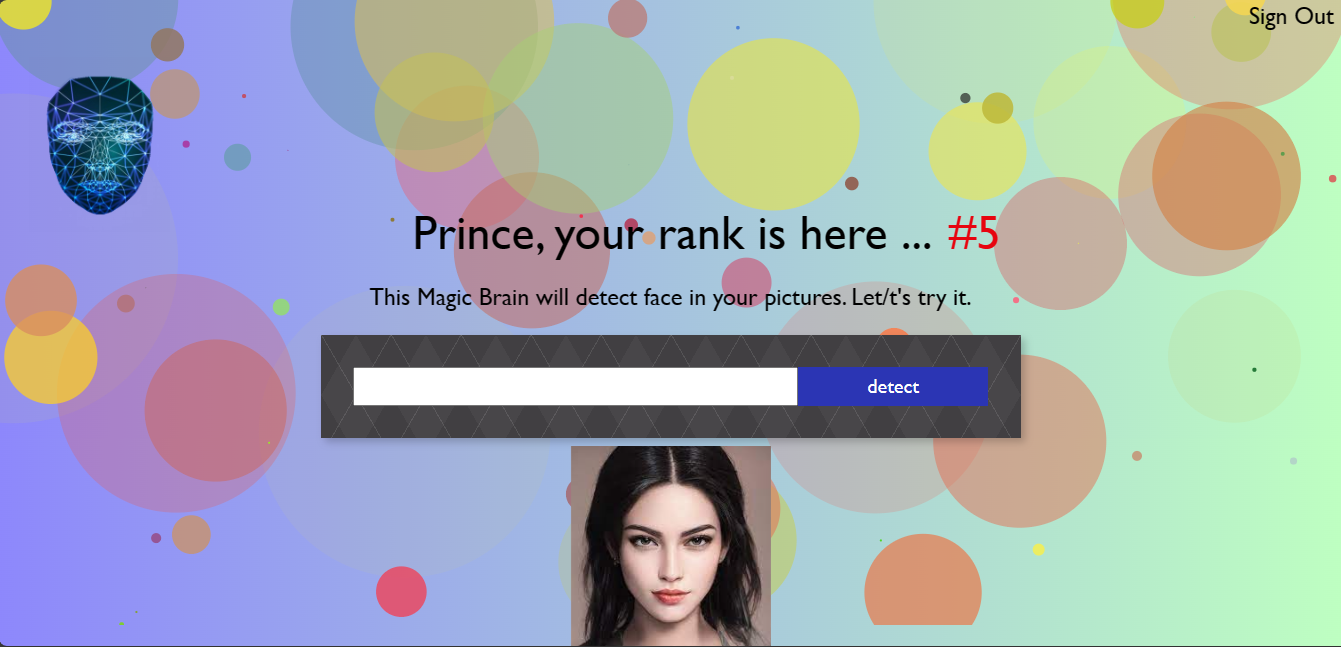 Sign Out
Prince, your rank is here ... #5
This Magic Brain will detect face in your pictures. Let/t's try it.
detect